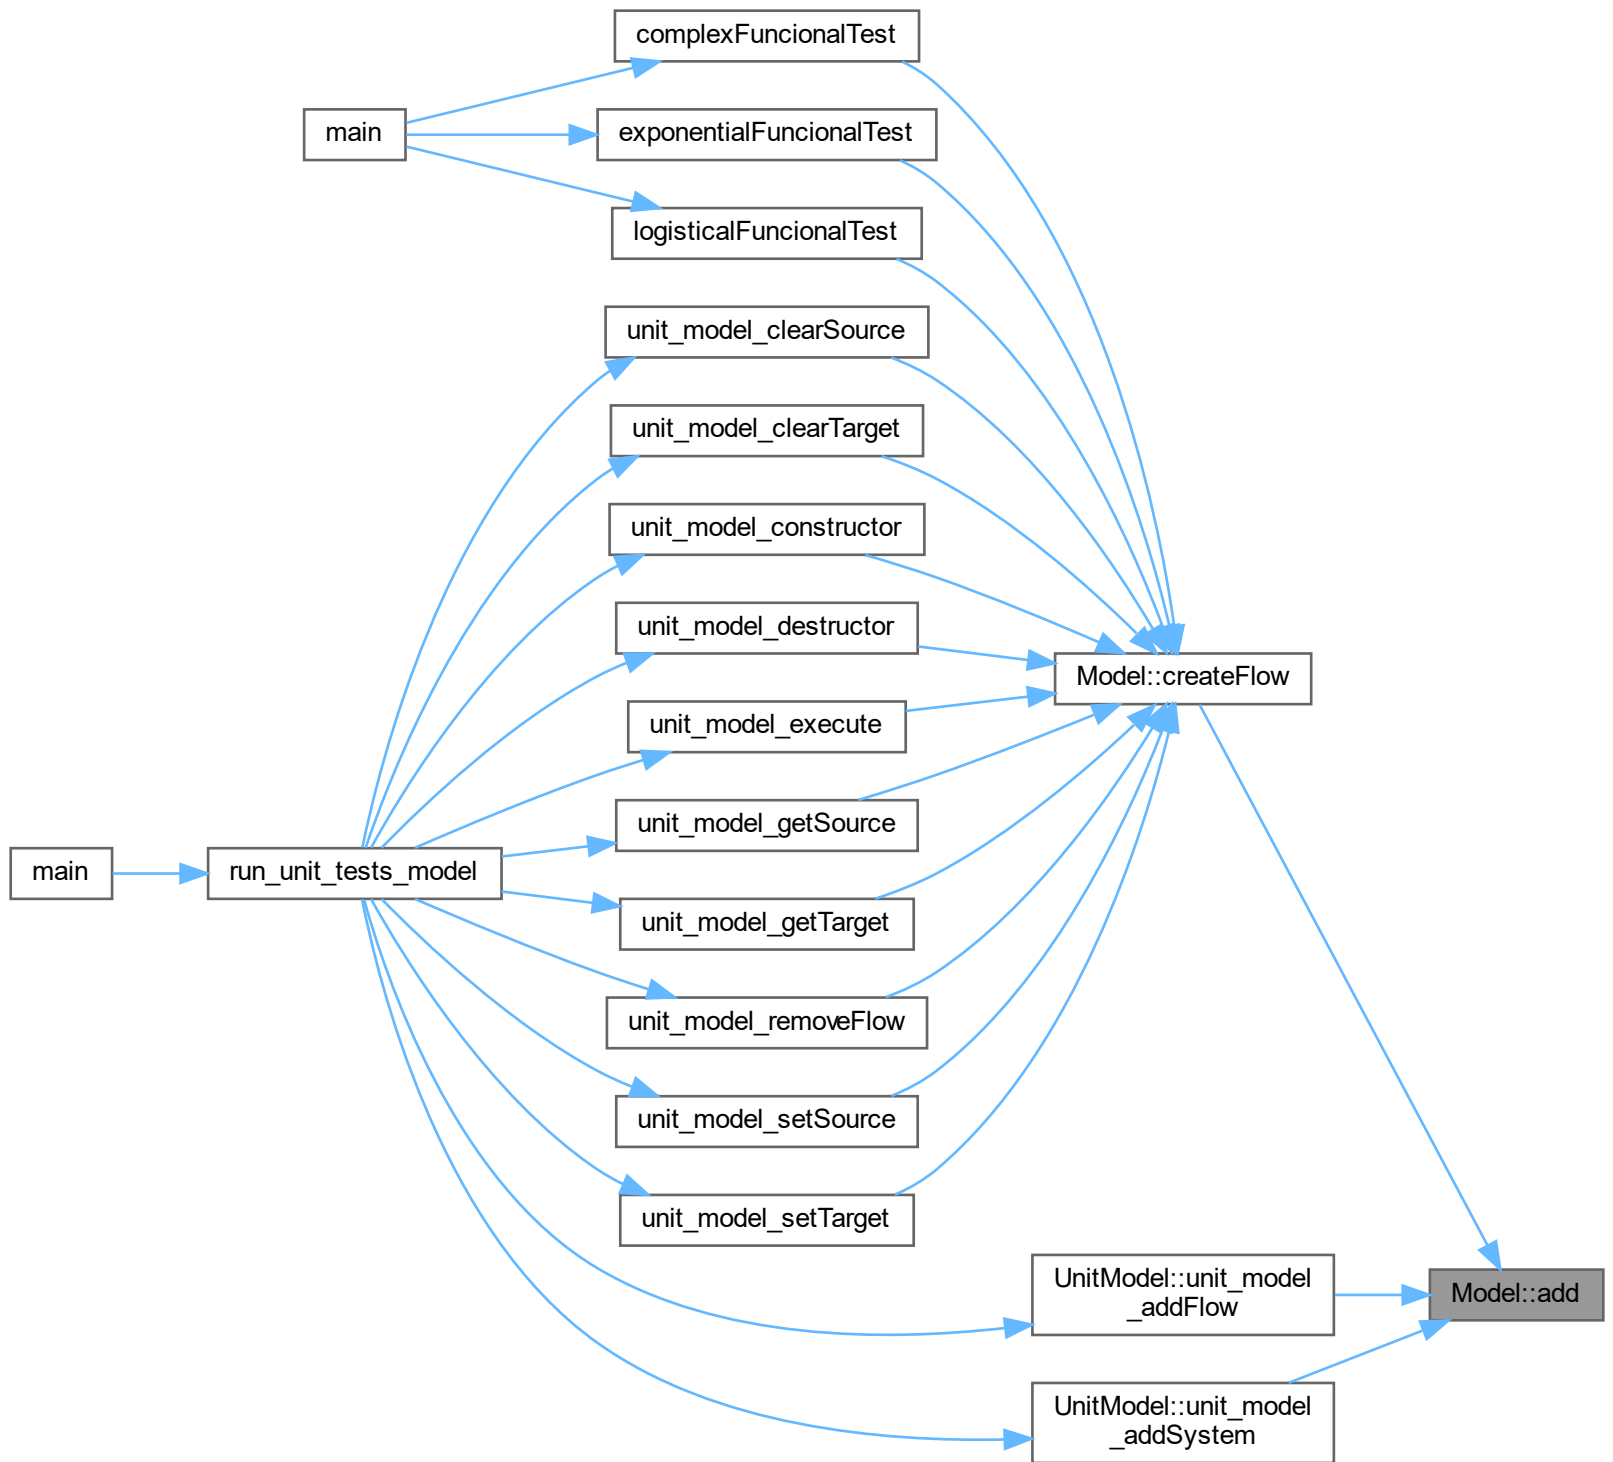 complexFuncionalTest
main
exponentialFuncionalTest
logisticalFuncionalTest
unit_model_clearSource
unit_model_clearTarget
unit_model_constructor
unit_model_destructor
Model::createFlow
unit_model_execute
unit_model_getSource
main
run_unit_tests_model
unit_model_getTarget
unit_model_removeFlow
unit_model_setSource
unit_model_setTarget
UnitModel::unit_model
_addFlow
Model::add
UnitModel::unit_model
_addSystem